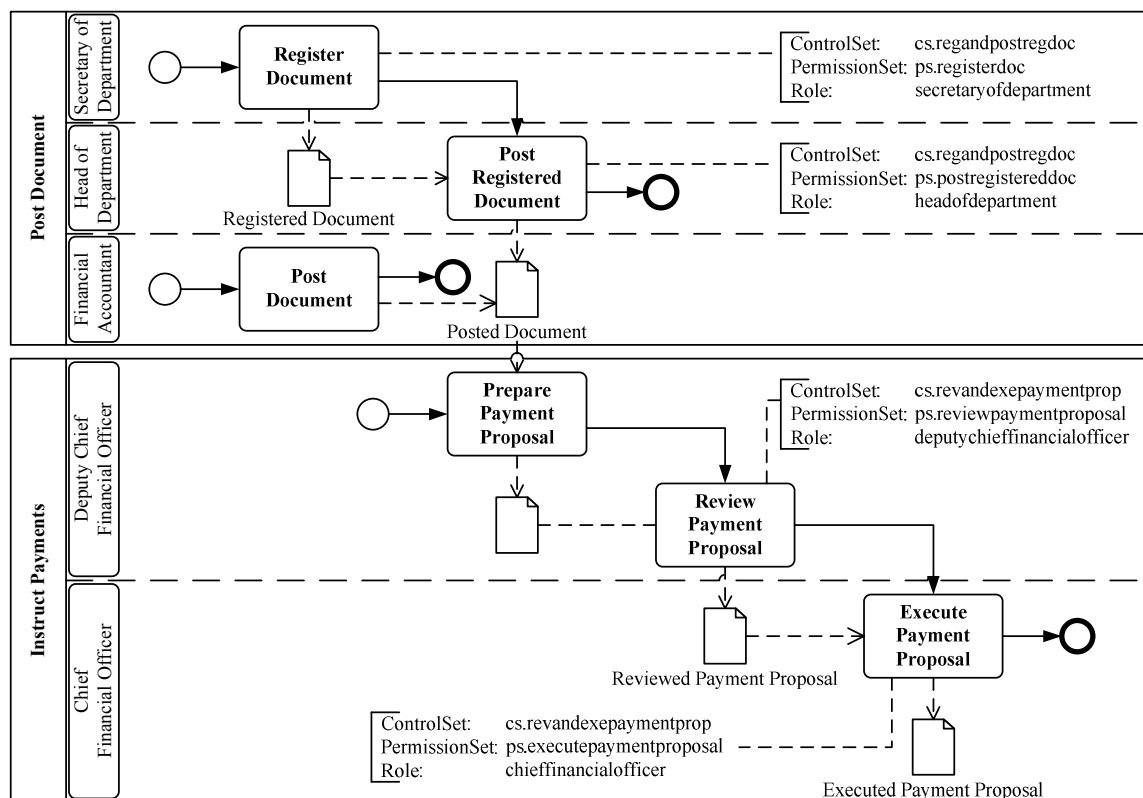 Post Document
Secretary of
Department
Register
Document
ControlSet: cs.regandpostregdoc
PermissionSet: ps.registerdoc
Role: secretaryofdepartment
Head of
Department
Registered Document
Post
Registered
Document
ControlSet: cs.regandpostregdoc
PermissionSet: ps.postregistereddoc
Role: headofdepartment
Financial
Accountant
Post
Document
Posted Document
Instruct Payments
Deputy Chief
Financial Officer
Prepare
Payment
Proposal
ControlSet: cs.revandexepaymentprop
PermissionSet: ps.reviewpaymentproposal
Role: deputychieffinancialofficer
Review
Payment
Proposal
Chief
Financial Officer
Reviewed Payment Proposal
Execute
Payment
Proposal
ControlSet: cs.revandexepaymentprop
PermissionSet: ps.executepaymentproposal
Role: chieffinancialofficer
Executed Payment Proposal